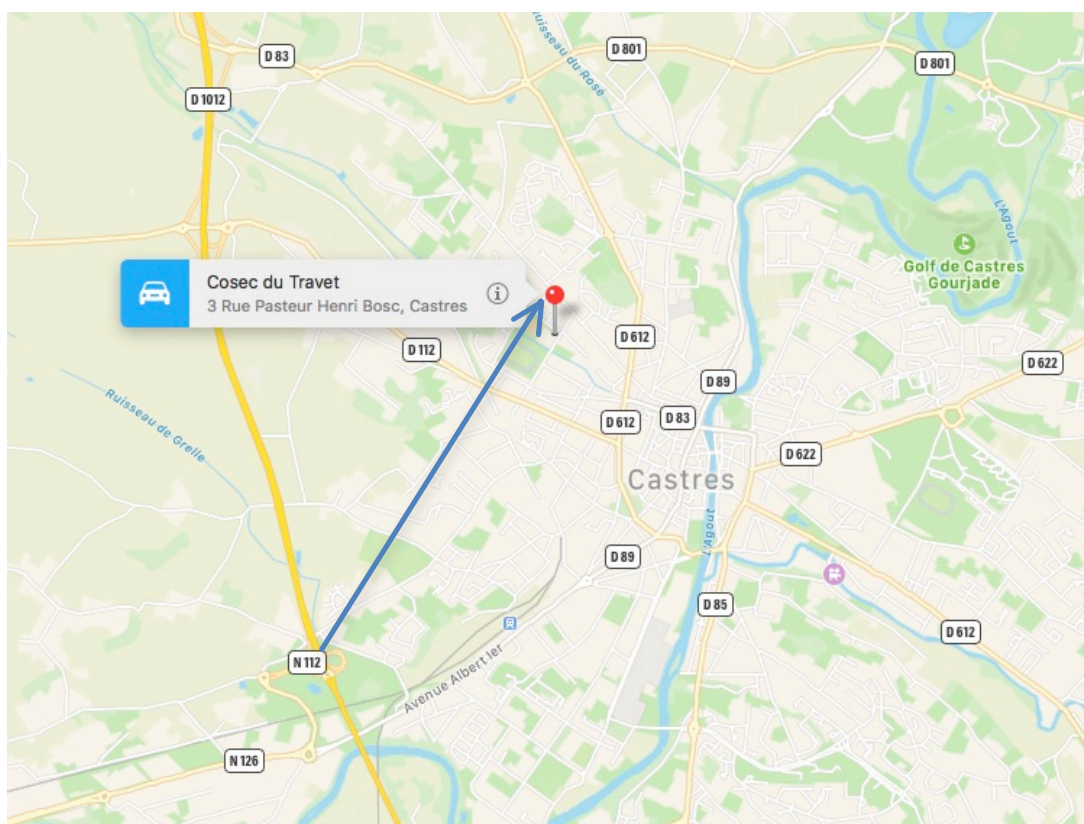 Ruisseau du Rosé
D 83
D 801
D 801
D 1012
L'Agout
Golf de Castres
Gourjade
Cosec du Travet
3 Rue Pasteur Henri Bosc, Castres
D 612
D 112
D 622
D 89
Ruisseau de Grelle
D 612
D 83
D 622
Castres
L'Agout
D 89
D 85
D 612
N 112
Avenue Albert Ier
N 126